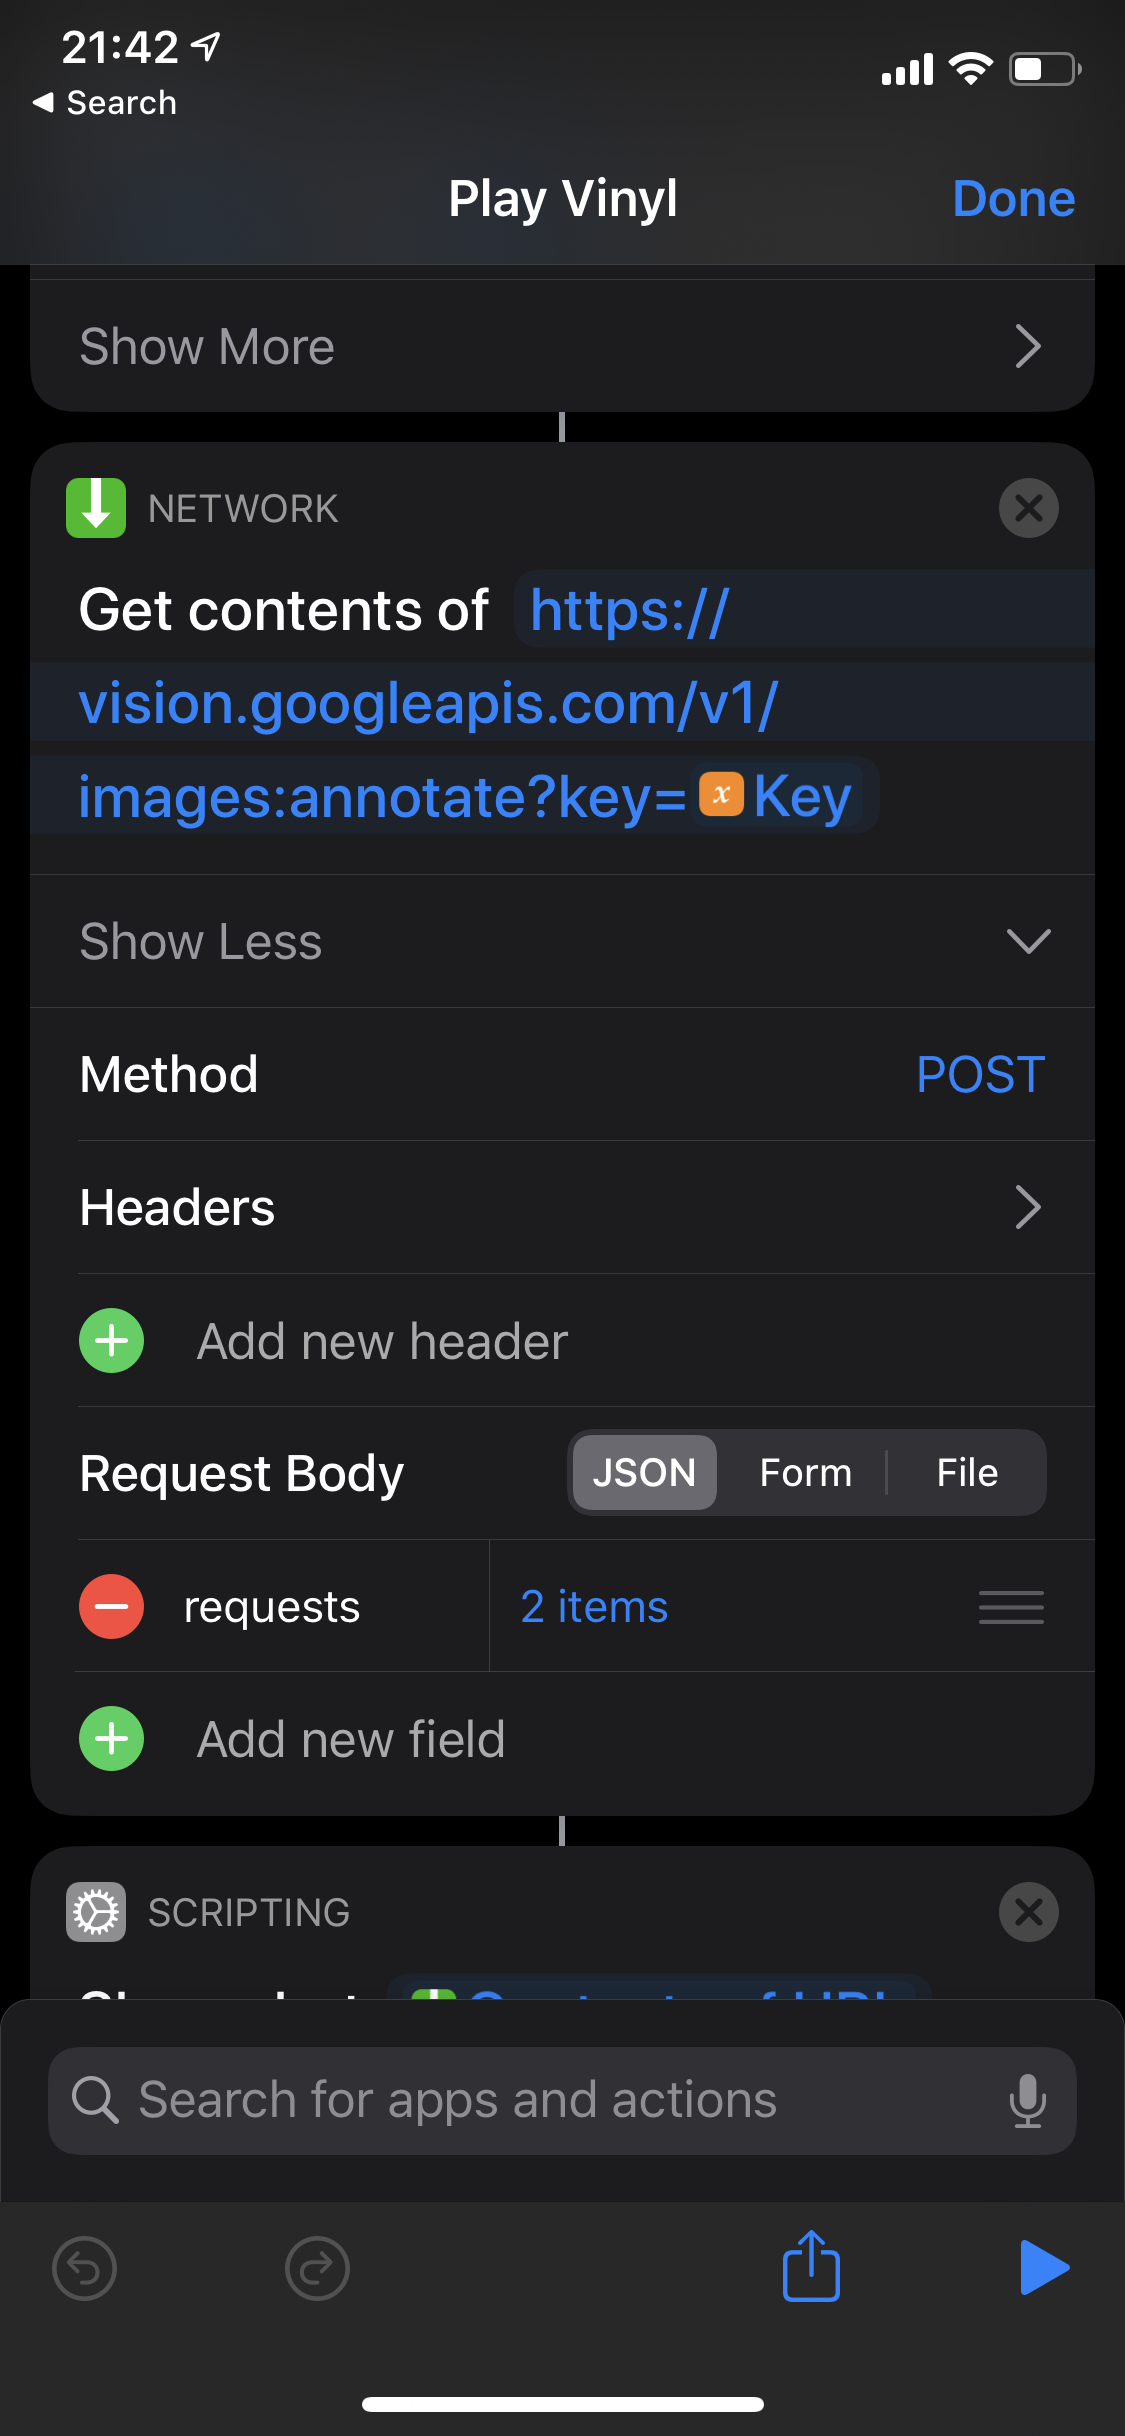 21:42
Search
Play Vinyl
Done
Show More
NETWORK
Get contents of https://
vision.googleapis.com/v1/
images:annotate?key= x Key
Show Less
Method
POST
Headers
Add new header
Request Body
JSON
Form
File
requests
2 items
Add new field
SCRIPTING
Search for apps and actions